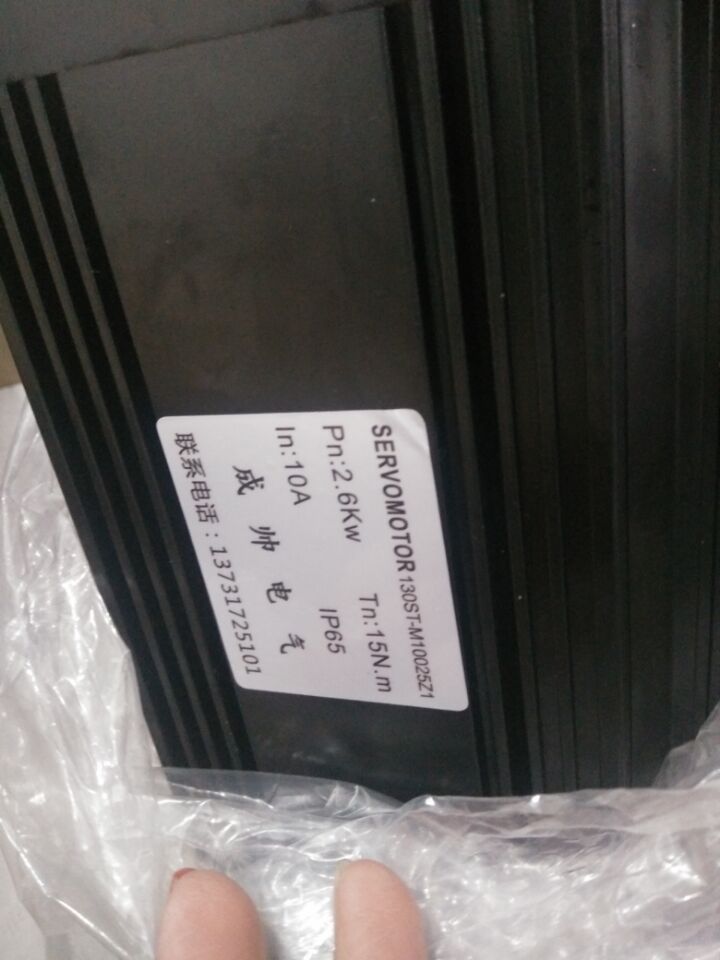 SERVOMOTOR 130ST-M10025Z1
Pn:2.6Kw Tn:15N.m
In:10A IP65
成帅电气
联系电话:13731725101